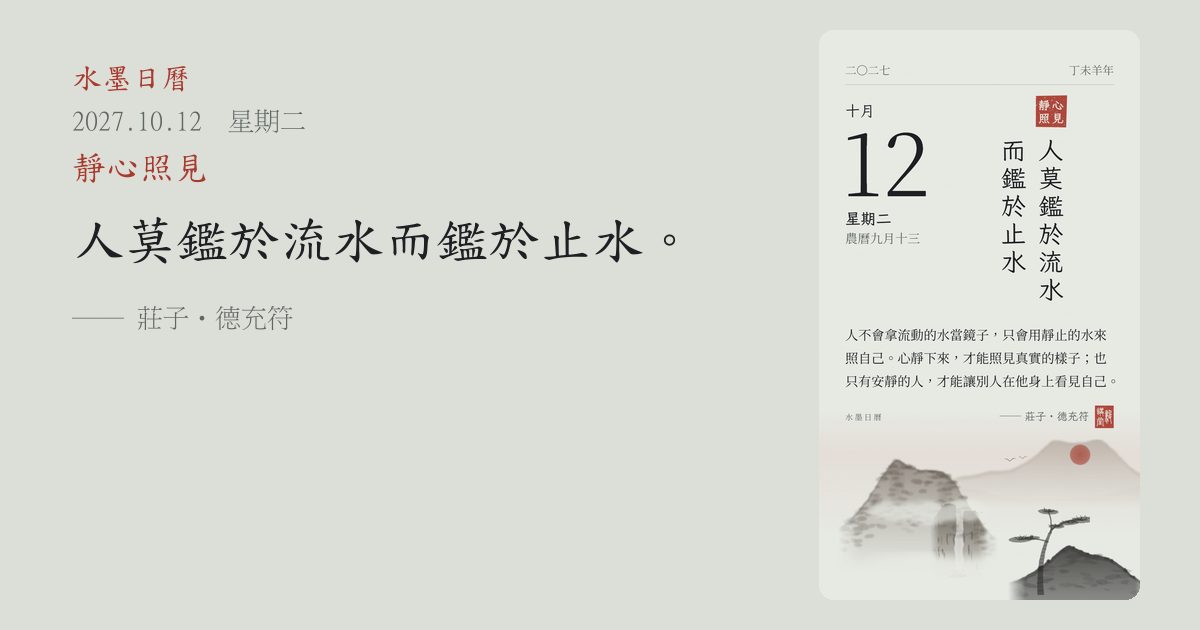 水墨日曆
2027.10.12　星期二
靜心照見
人莫鑑於流水而鑑於止水。
—— 莊子・德充符
二〇二七
丁未羊年
十月
12
星期二
農曆九月十三
靜心
照見
人莫鑑於流水
而鑑於止水
人不會拿流動的水當鏡子，只會用靜止的水來
照自己。心靜下來，才能照見真實的樣子；也
只有安靜的人，才能讓別人在他身上看見自己。
水墨日曆
—— 莊子・德充符